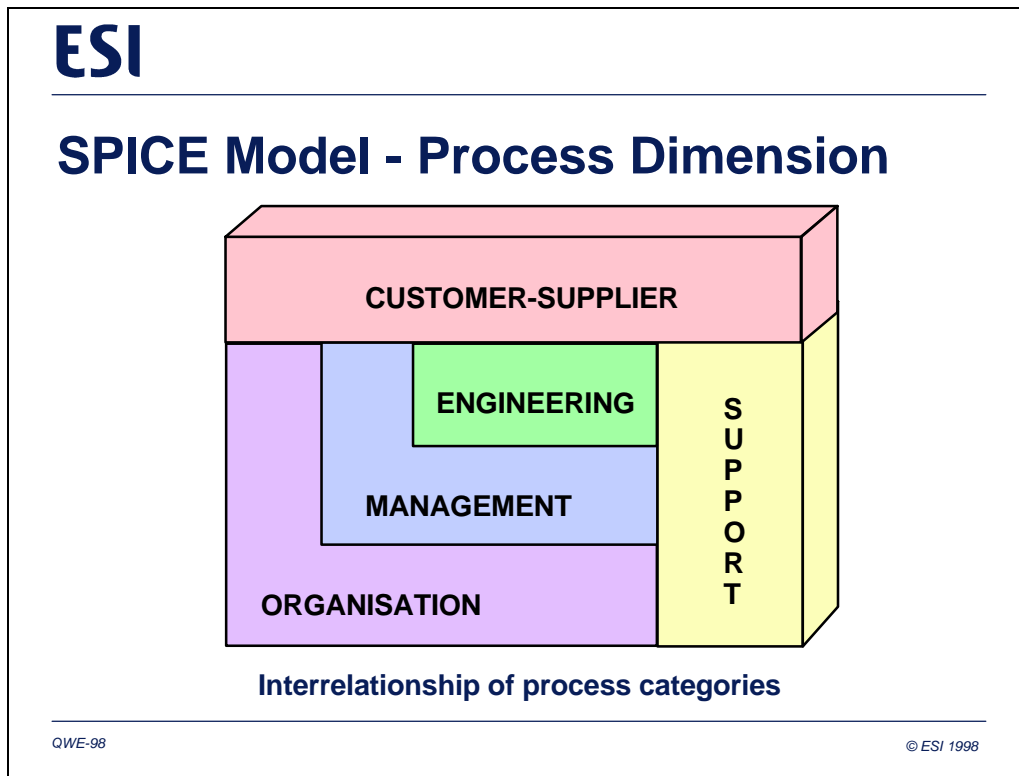 ESI
SPICE Model - Process Dimension
CUSTOMER-SUPPLIER
ENGINEERING
MANAGEMENT
ORGANISATION
S
U
P
P
O
R
T
Interrelationship of process categories
QWE-98
© ESI 1998